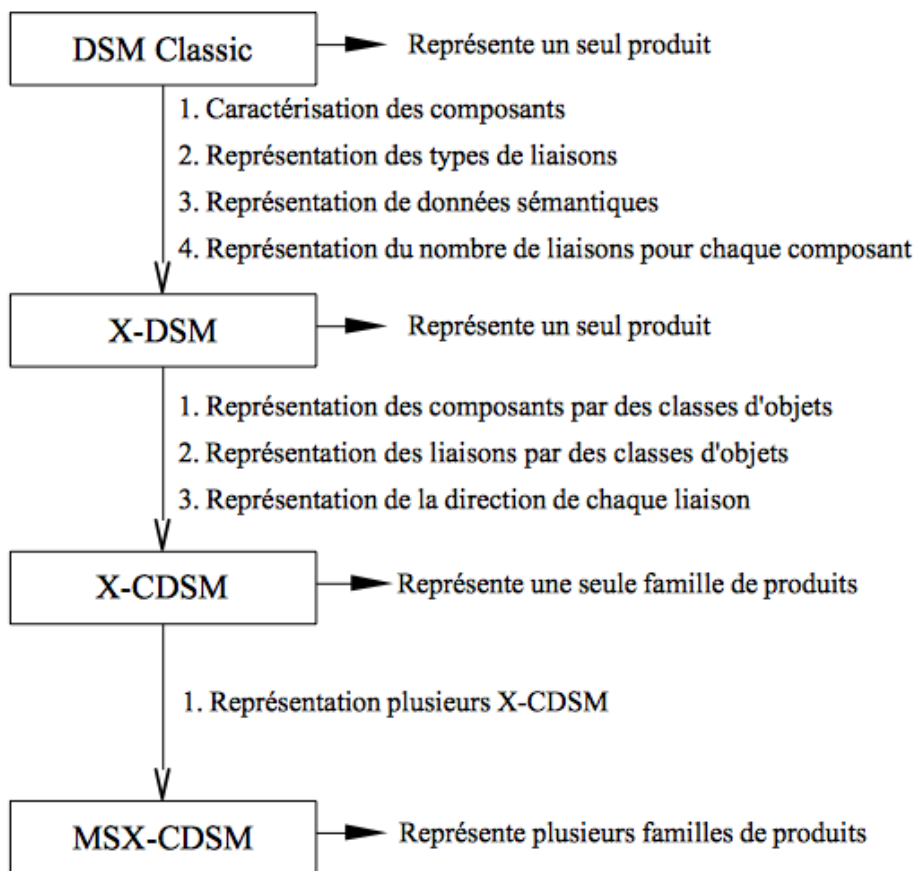 DSM Classic
Représente un seul produit
1. Caractérisation des composants
2. Représentation des types de liaisons
3. Représentation de données sémantiques
4. Représentation du nombre de liaisons pour chaque composant
X-DSM
Représente un seul produit
1. Représentation des composants par des classes d'objets
2. Représentation des liaisons par des classes d'objets
3. Représentation de la direction de chaque liaison
X-CDSM
Représente une seule famille de produits
1. Représentation plusieurs X-CDSM
MSX-CDSM
Représente plusieurs familles de produits